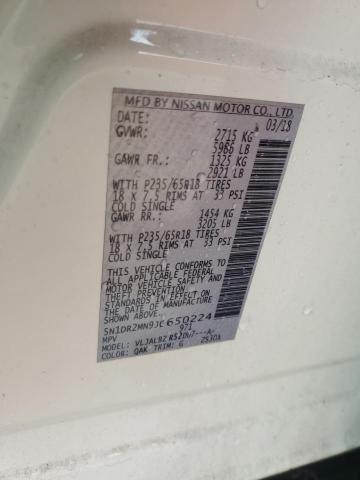 MFD BY NISSAN MOTOR CO., LTD.
DATE: 03/18
GVWR: 2715 KG
5986 LB
GAWR FR.: 1325 KG
2921 LB
WITH P235/65R18 TIRES
18 X 7.5 RIMS AT 33 PSI
COLD SINGLE
GAWR RR.: 1454 KG
3205 LB
WITH P235/65R18 TIRES
18 X 7.5 RIMS AT 33 PSI
COLD SINGLE
THIS VEHICLE CONFORMS
TO ALL APPLICABLE FEDERAL
MOTOR VEHICLE SAFETY
STANDARDS IN EFFECT
ON THE DATE OF MANUFACTURE
SHOWN ABOVE.
5N1DR2MN9JC650224
MPV 971
MODEL: R52DW7---A-
COLOR: QAK TRIM: G